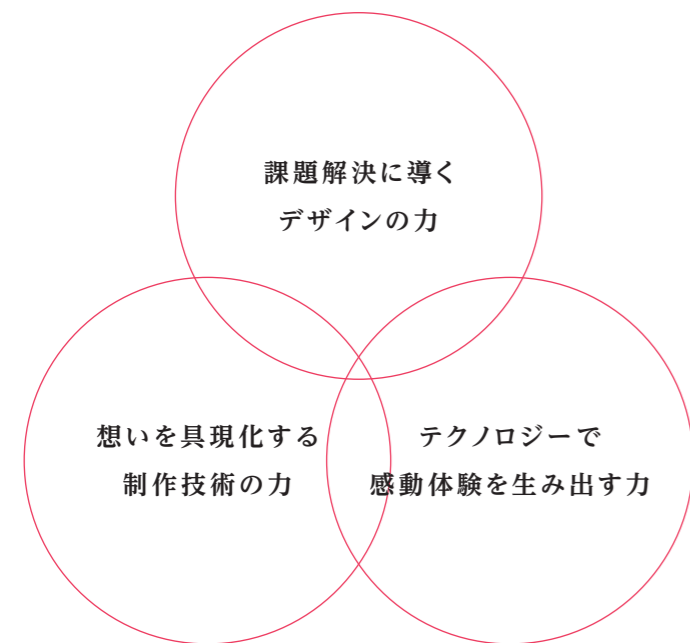 課題解決に導く
デザインの力
想いを具現化する
制作技術の力
テクノロジーで
感動体験を生み出す力